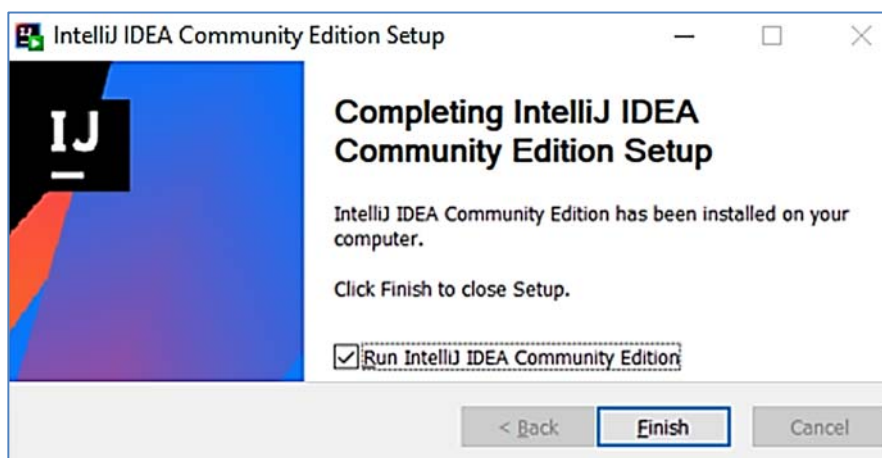 IntelliJ IDEA Community Edition Setup
IJ
Completing IntelliJ IDEA
Community Edition Setup
IntelliJ IDEA Community Edition has been installed on your
computer.
Click Finish to close Setup.
Run IntelliJ IDEA Community Edition
< Back Finish Cancel